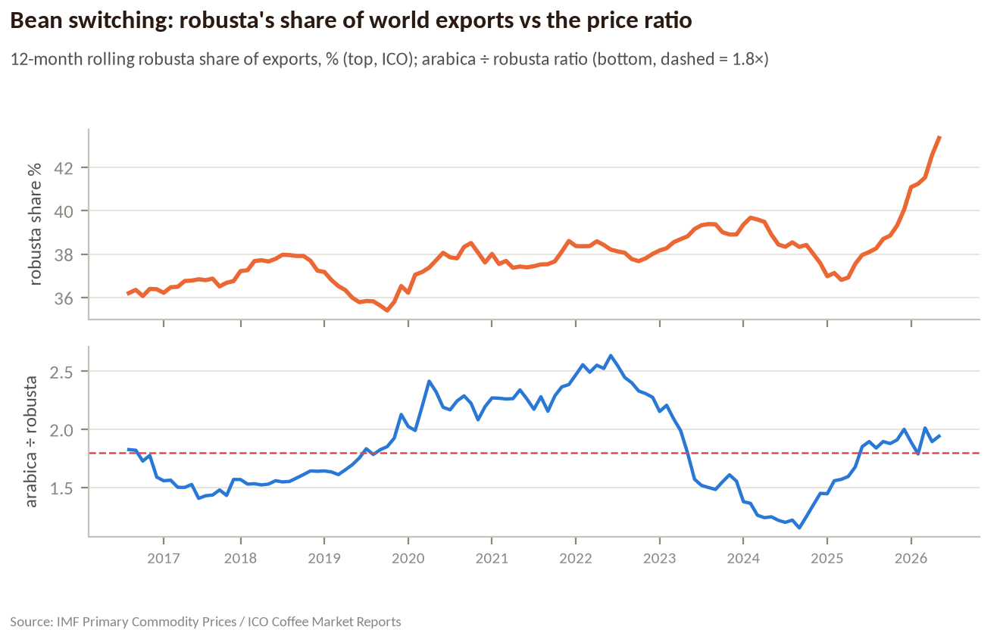 Bean switching: robusta's share of world exports vs the price ratio
12-month rolling robusta share of exports, % (top, ICO); arabica ÷ robusta ratio (bottom, dashed = 1.8×)
robusta share %
42
40
38
36
arabica ÷ robusta
2.5
2.0
1.5
2017 2018 2019 2020 2021 2022 2023 2024 2025 2026
Source: IMF Primary Commodity Prices / ICO Coffee Market Reports